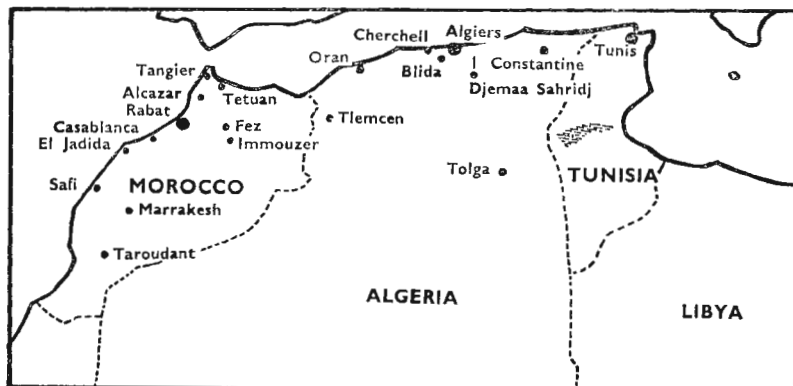 Cherchell Algiers
Oran
Tunis
Tangier
Blida
Constantine
Djemaa Sahridj
Alcazar
Tetuan
Rabat
Tlemcen
Casablanca
Fez
El Jadida
Immouzer
Safi
MOROCCO
Tolga
TUNISIA
Marrakesh
Taroudant
ALGERIA
LIBYA